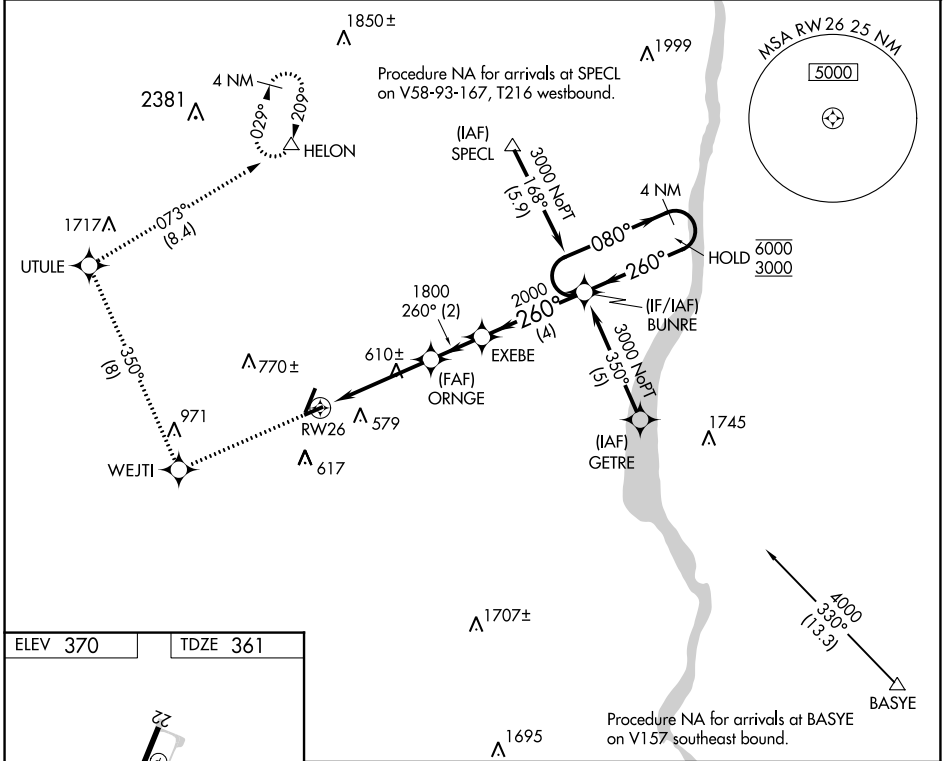 1850±
1999
MSA RW26 25 NM
5000
Procedure NA for arrivals at SPECL
on V58-93-167, T216 westbound.
4 NM
2381
029°
209°
HELON
(IAF)
SPECL
3000 NoPT
168°
(5.9)
4 NM
080°
HOLD
6000
3000
260°
1717
073°
(8.4)
UTULE
1800
260° (2)
2000
260°
(4)
(IF/IAF)
BUNRE
EXEBE
350°
(8)
770±
610±
(FAF)
ORNGE
3000 NoPT
350°
(5)
971
RW26
579
617
1745
WEJTI
(IAF)
GETRE
1707±
4000
330°
(13.3)
BASYE
ELEV 370
TDZE 361
22
1695
Procedure NA for arrivals at BASYE
on V157 southeast bound.